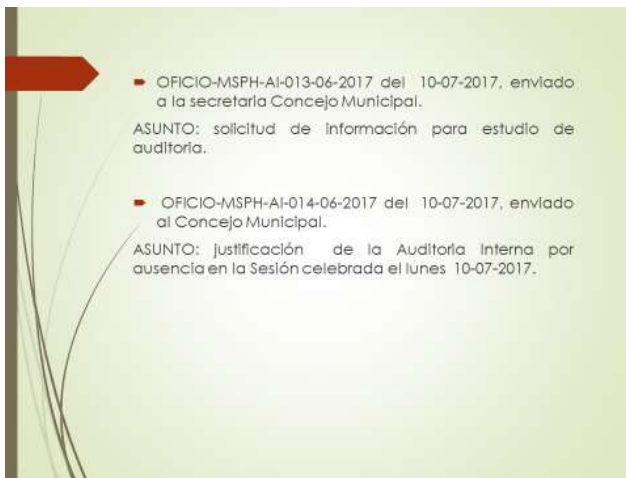 OFICIO-MSPH-AI-013-06-2017 del 10-07-2017, enviado
a la secretaria Concejo Municipal.
ASUNTO: solicitud de información para estudio de
auditoria.
OFICIO-MSPH-AI-014-06-2017 del 10-07-2017, enviado
al Concejo Municipal.
ASUNTO: justificación de la Auditoria Interna por
ausencia en la Sesión celebrada el lunes 10-07-2017.